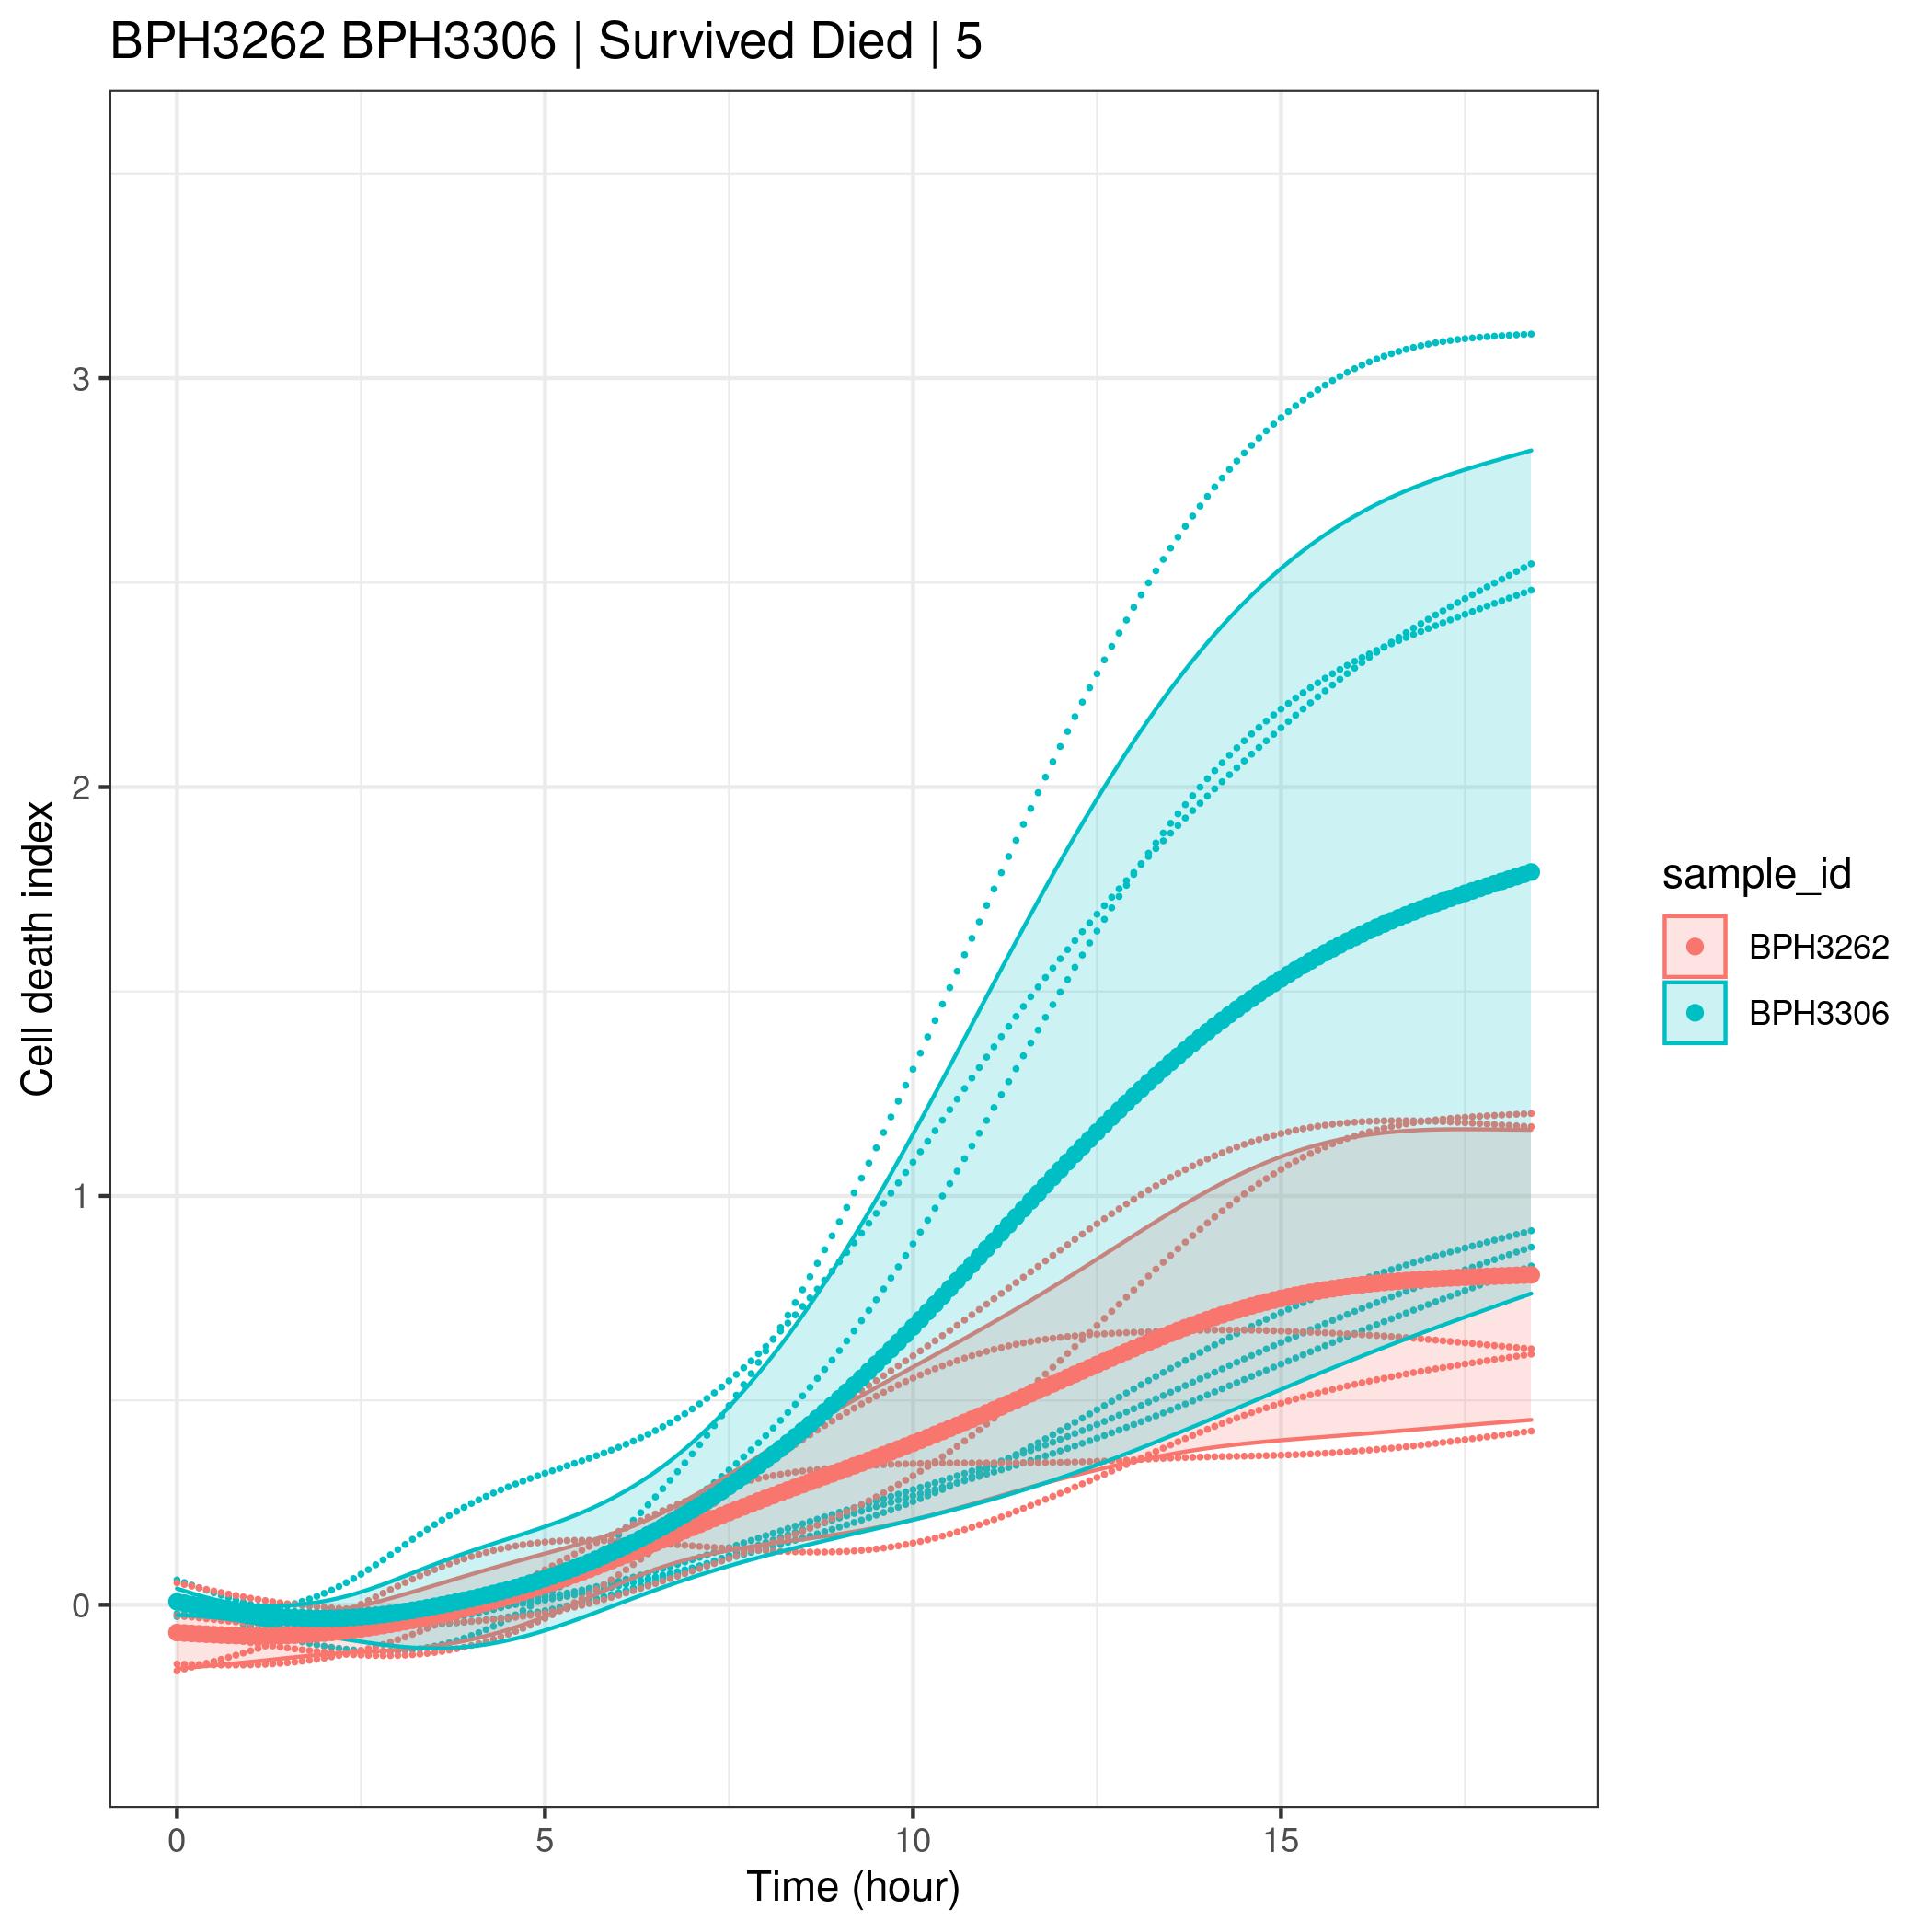 BPH3262 BPH3306 | Survived Died | 5
Cell death index
3
2
1
0
0 5 10 15
Time (hour)
sample_id
BPH3262
BPH3306